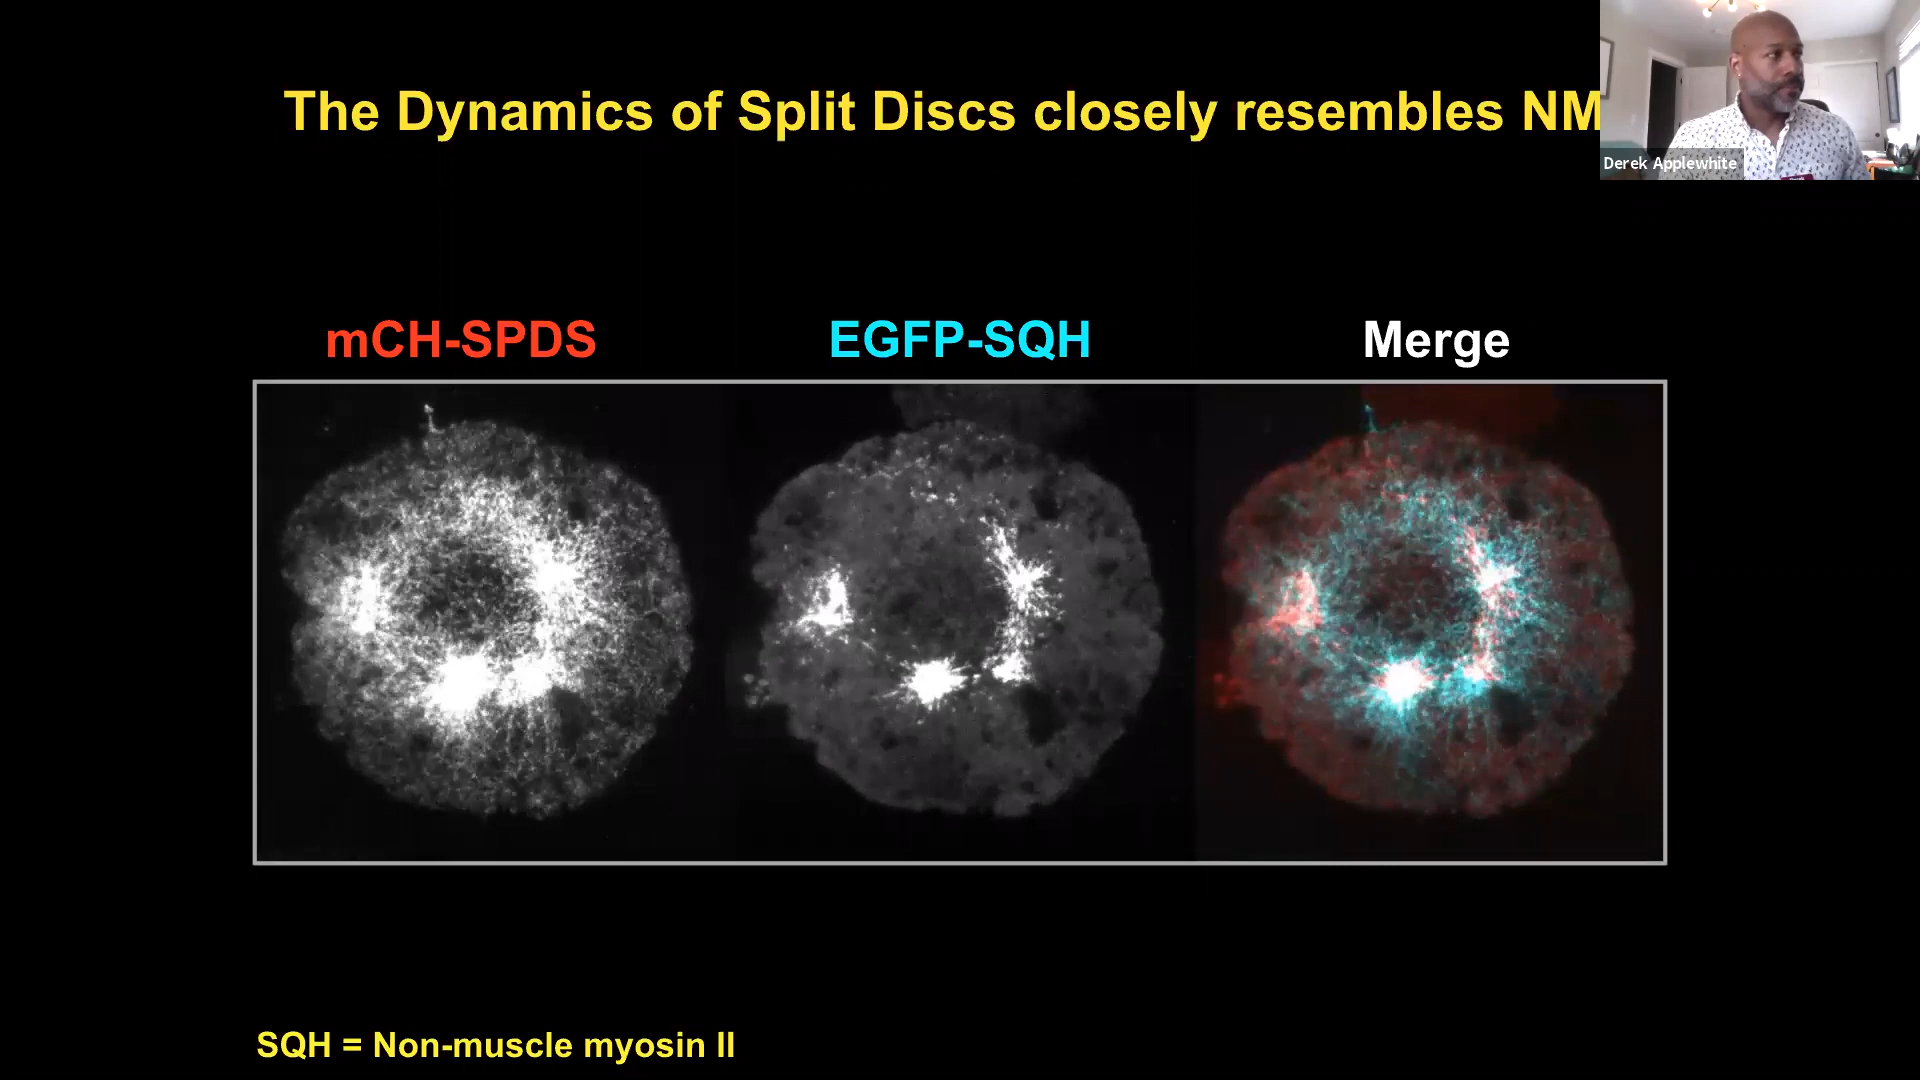 The Dynamics of Split Discs closely resembles NM
Derek Applewhite
mCH-SPDS
EGFP-SQH
Merge
SQH = Non-muscle myosin II